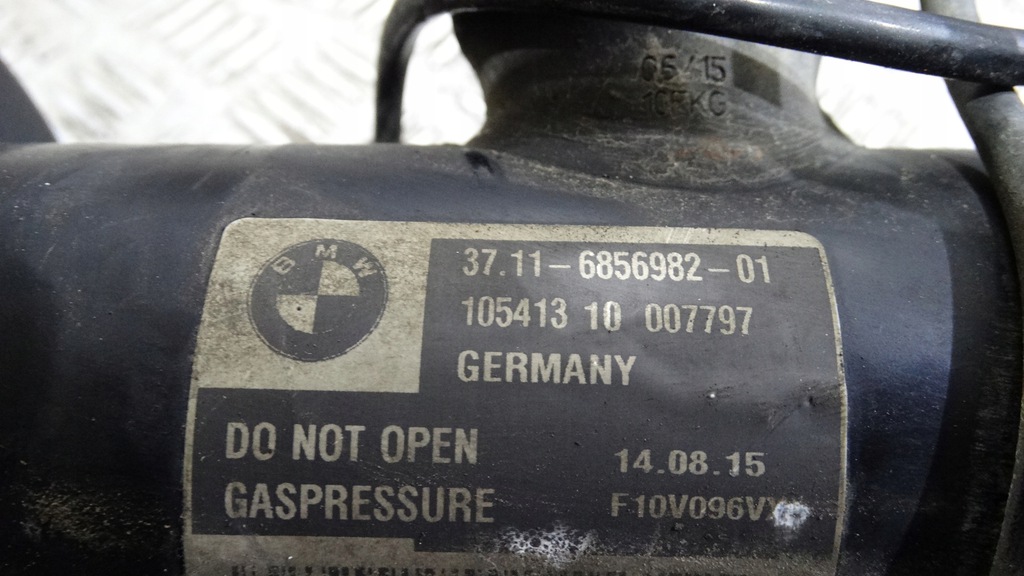 05/15
BMW
37.11-6856982-01
105413 10 007797
GERMANY
DO NOT OPEN
14.08.15
GASPRESSURE